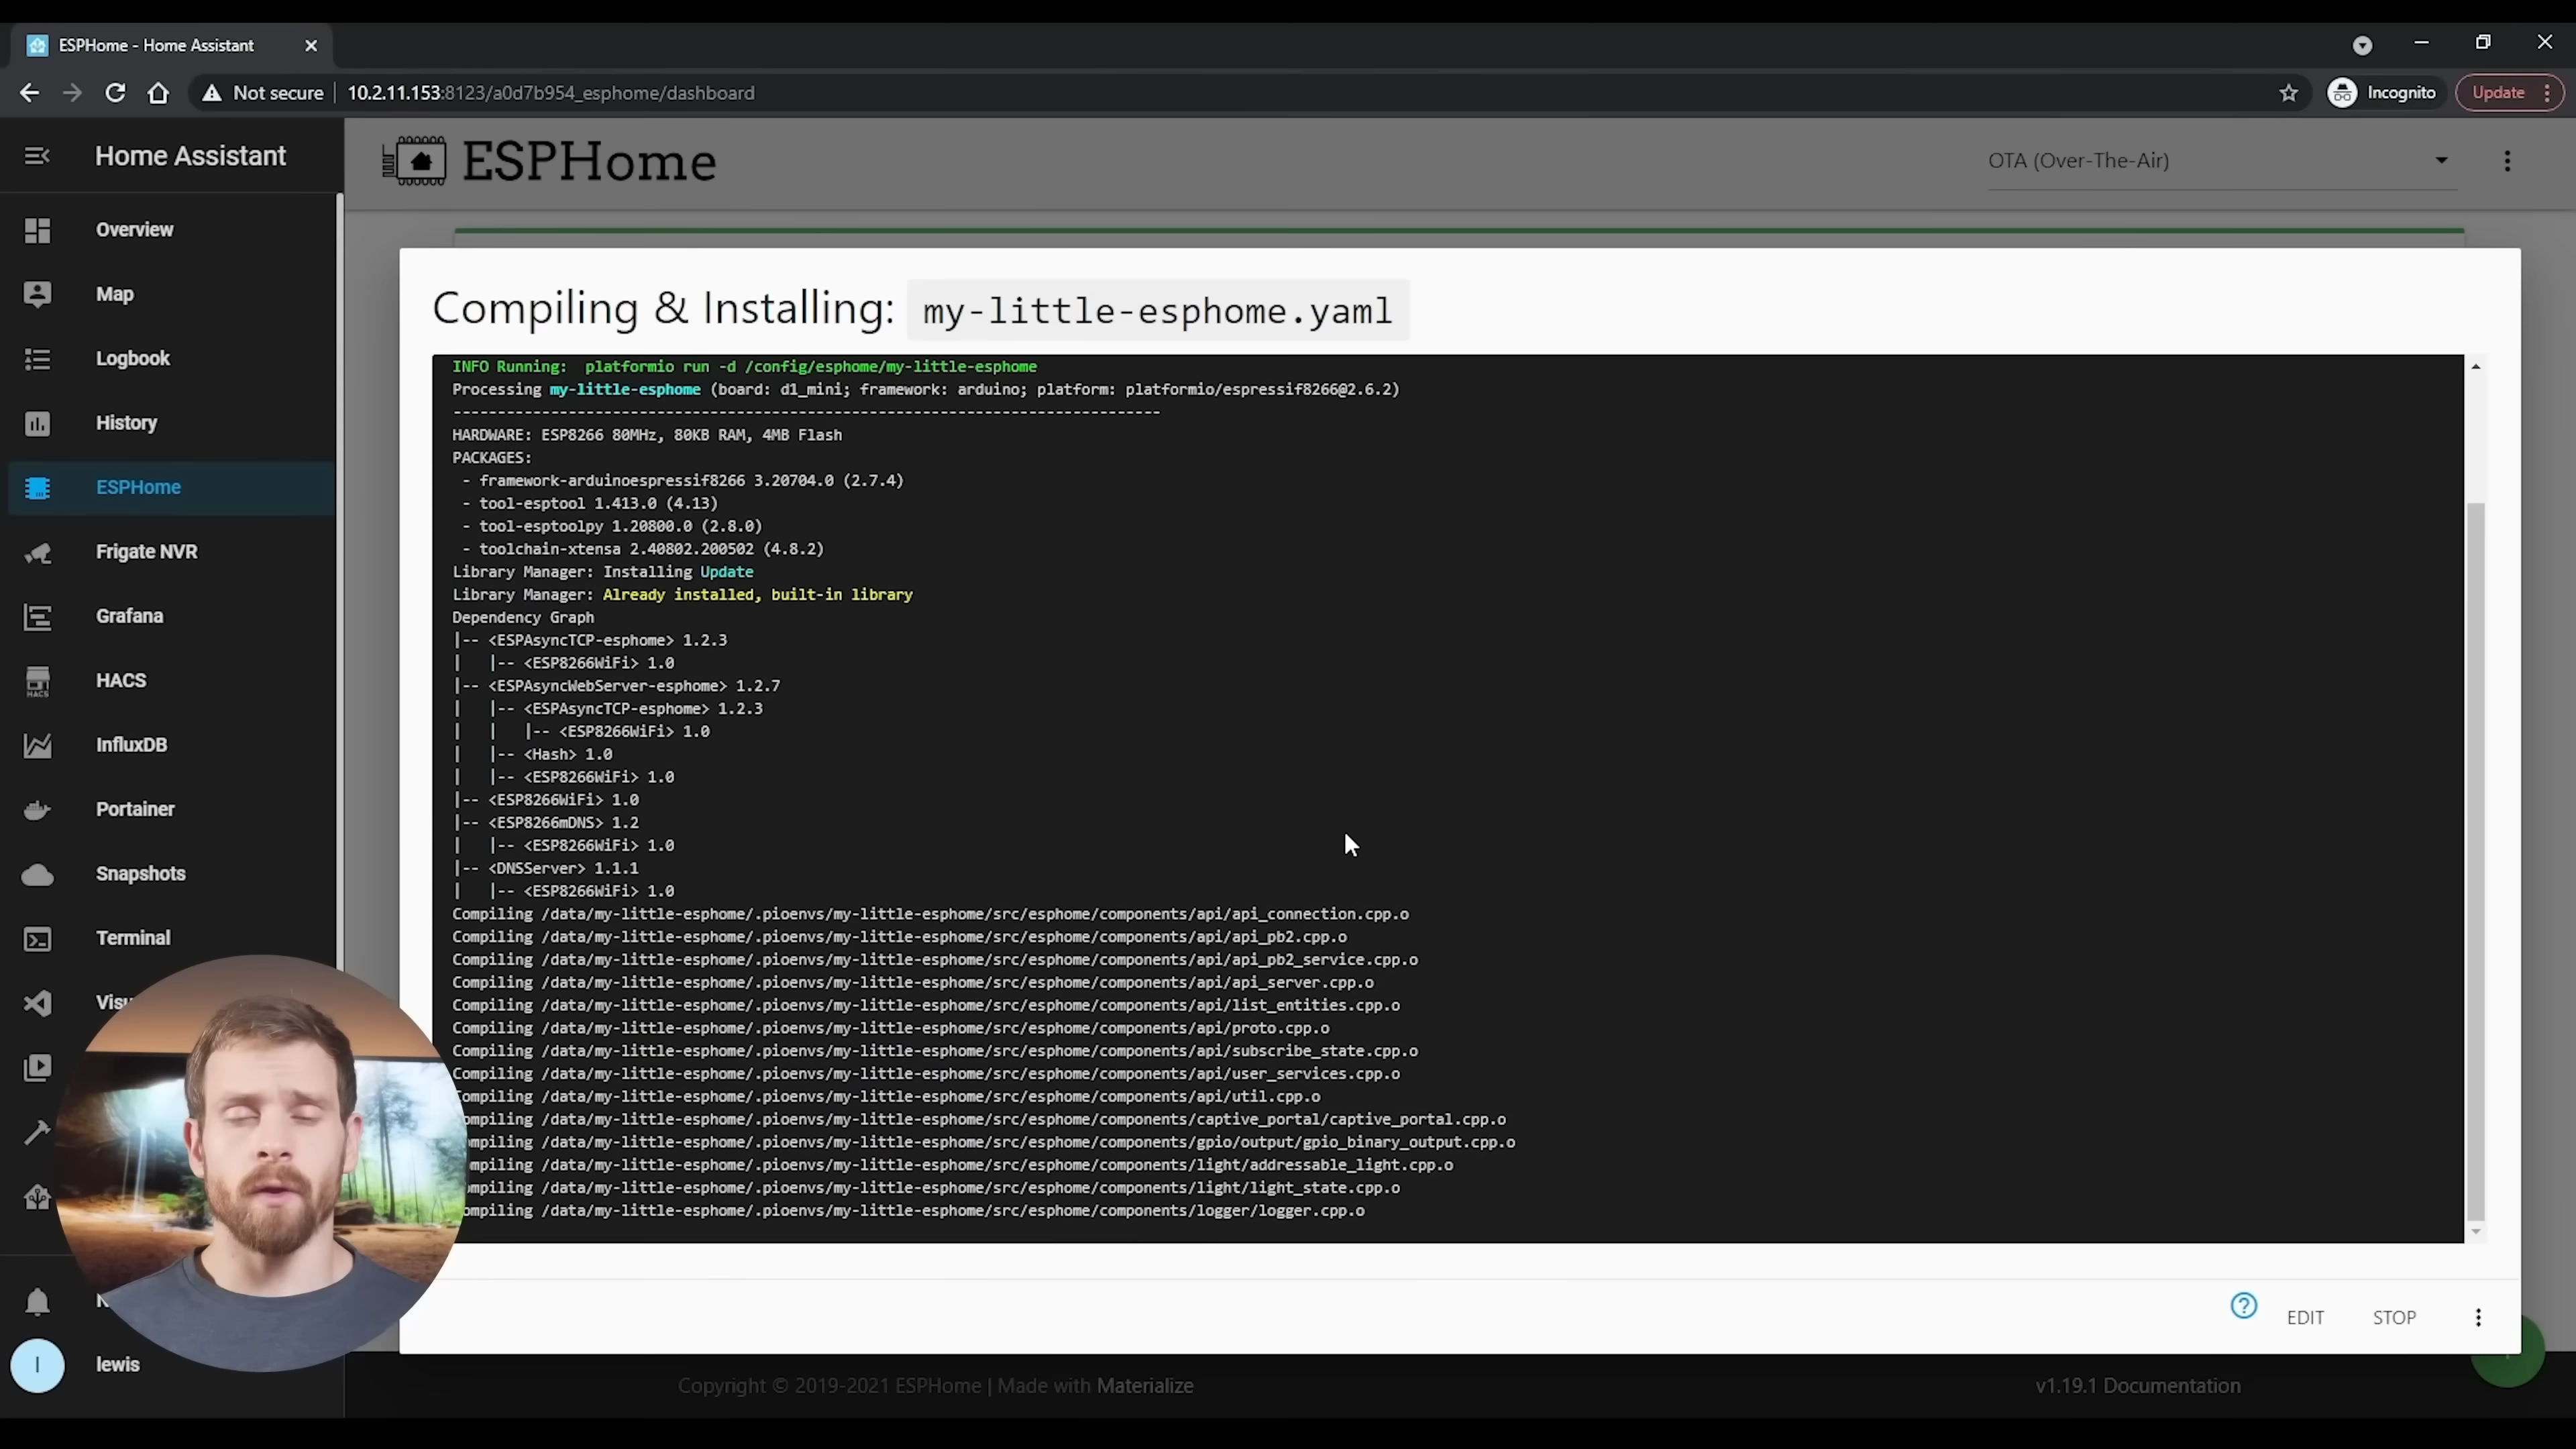 ESPHome - Home Assistant
Not secure
10.2.11.153:8123/a0d7b954_esphome/dashboard
Incognito
Update
Home Assistant
ESPHome
OTA (Over-The-Air)
Overview
Map
Logbook
History
ESPHome
Frigate NVR
Grafana
HACS
HACS
InfluxDB
Portainer
Snapshots
Terminal
lewis
l
Compiling & Installing: my-little-esphome.yaml
INFO Running:  platformio run -d /config/esphome/my-little-esphome
Processing my-little-esphome (board: d1_mini; framework: arduino; platform: platformio/espressif8266@2.6.2)
--------------------------------------------------------------------------------
HARDWARE: ESP8266 80MHz, 80KB RAM, 4MB Flash
PACKAGES:
- framework-arduinoespressif8266 3.20704.0 (2.7.4)
- tool-esptool 1.413.0 (4.13)
- tool-esptoolpy 1.20800.0 (2.8.0)
- toolchain-xtensa 2.40802.200502 (4.8.2)
Library Manager: Installing Update
Library Manager: Already installed, built-in library
Dependency Graph
|-- <ESPAsyncTCP-esphome> 1.2.3
|   |-- <ESP8266WiFi> 1.0
|-- <ESPAsyncWebServer-esphome> 1.2.7
|   |-- <ESPAsyncTCP-esphome> 1.2.3
|   |   |-- <ESP8266WiFi> 1.0
|   |-- <Hash> 1.0
|   |-- <ESP8266WiFi> 1.0
|-- <ESP8266WiFi> 1.0
|-- <ESP8266mDNS> 1.2
|   |-- <ESP8266WiFi> 1.0
|-- <DNSServer> 1.1.1
|   |-- <ESP8266WiFi> 1.0
Compiling /data/my-little-esphome/.pioenvs/my-little-esphome/src/esphome/components/api/api_connection.cpp.o
Compiling /data/my-little-esphome/.pioenvs/my-little-esphome/src/esphome/components/api/api_pb2.cpp.o
Compiling /data/my-little-esphome/.pioenvs/my-little-esphome/src/esphome/components/api/api_pb2_service.cpp.o
Compiling /data/my-little-esphome/.pioenvs/my-little-esphome/src/esphome/components/api/api_server.cpp.o
Compiling /data/my-little-esphome/.pioenvs/my-little-esphome/src/esphome/components/api/list_entities.cpp.o
Compiling /data/my-little-esphome/.pioenvs/my-little-esphome/src/esphome/components/api/proto.cpp.o
Compiling /data/my-little-esphome/.pioenvs/my-little-esphome/src/esphome/components/api/subscribe_state.cpp.o
Compiling /data/my-little-esphome/.pioenvs/my-little-esphome/src/esphome/components/api/user_services.cpp.o
ompiling /data/my-little-esphome/.pioenvs/my-little-esphome/src/esphome/components/api/util.cpp.o
ompiling /data/my-little-esphome/.pioenvs/my-little-esphome/src/esphome/components/captive_portal/captive_portal.cpp.o
mpiling /data/my-little-esphome/.pioenvs/my-little-esphome/src/esphome/components/gpio/output/gpio_binary_output.cpp.o
mpiling /data/my-little-esphome/.pioenvs/my-little-esphome/src/esphome/components/light/addressable_light.cpp.o
mpiling /data/my-little-esphome/.pioenvs/my-little-esphome/src/esphome/components/light/light_state.cpp.o
ompiling /data/my-little-esphome/.pioenvs/my-little-esphome/src/esphome/components/logger/logger.cpp.o
EDIT
STOP
Copyright © 2019-2021 ESPHome | Made with Materialize
v1.19.1 Documentation